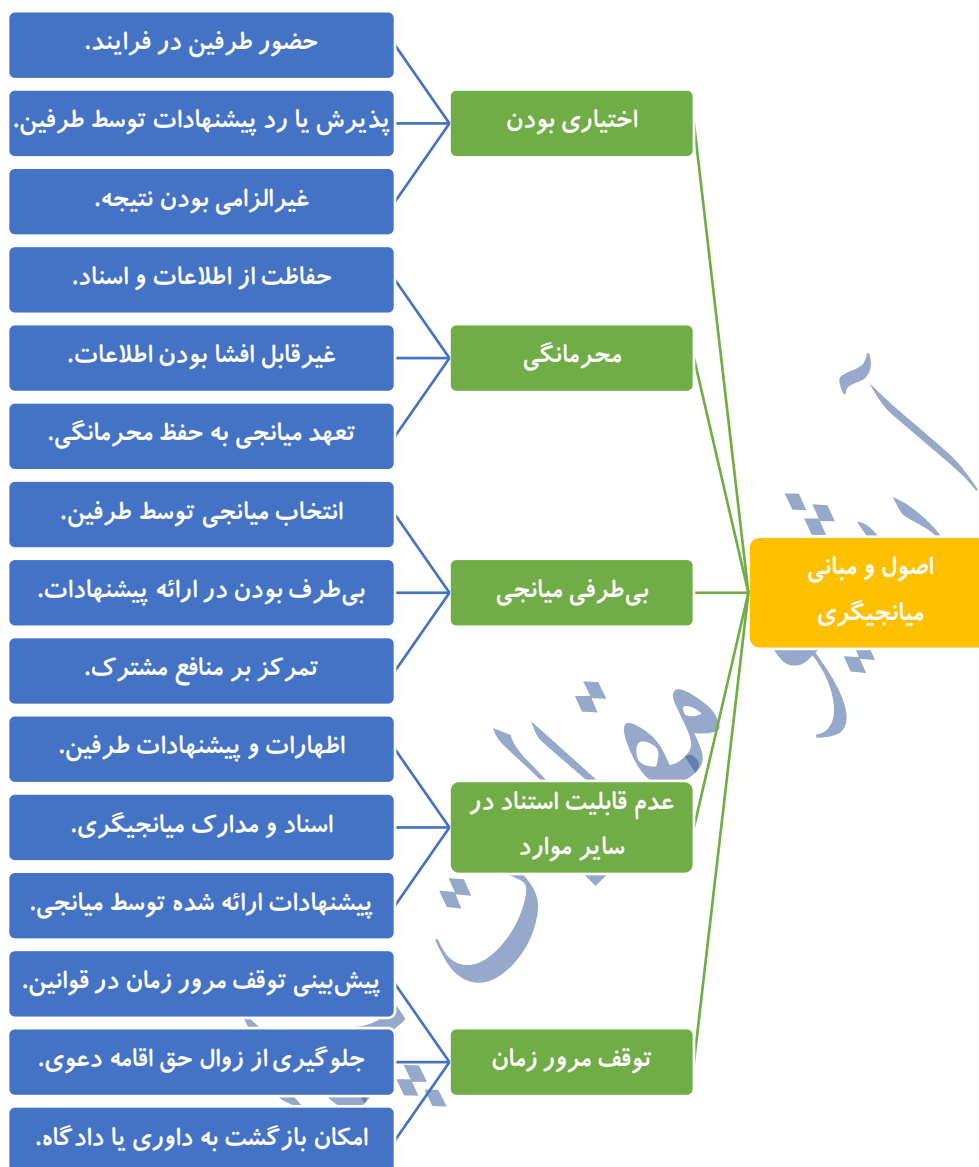 اصول و مبانی
میانجیگری
اختیاری بودن
حضور طرفین در فرایند.
پذیرش یا رد پیشنهادات توسط طرفین.
غیرالزامی بودن نتیجه.
محرمانگی
حفاظت از اطلاعات و اسناد.
غیرقابل افشا بودن اطلاعات.
تعهد میانجی به حفظ محرمانگی.
بی‌طرفی میانجی
انتخاب میانجی توسط طرفین.
بی‌طرف بودن در ارائه پیشنهادات.
تمرکز بر منافع مشترک.
عدم قابلیت استناد در
سایر موارد
اظهارات و پیشنهادات طرفین.
اسناد و مدارک میانجیگری.
پیشنهادات ارائه شده توسط میانجی.
توقف مرور زمان
پیش‌بینی توقف مرور زمان در قوانین.
جلوگیری از زوال حق اقامه دعوی.
امکان بازگشت به داوری یا دادگاه.